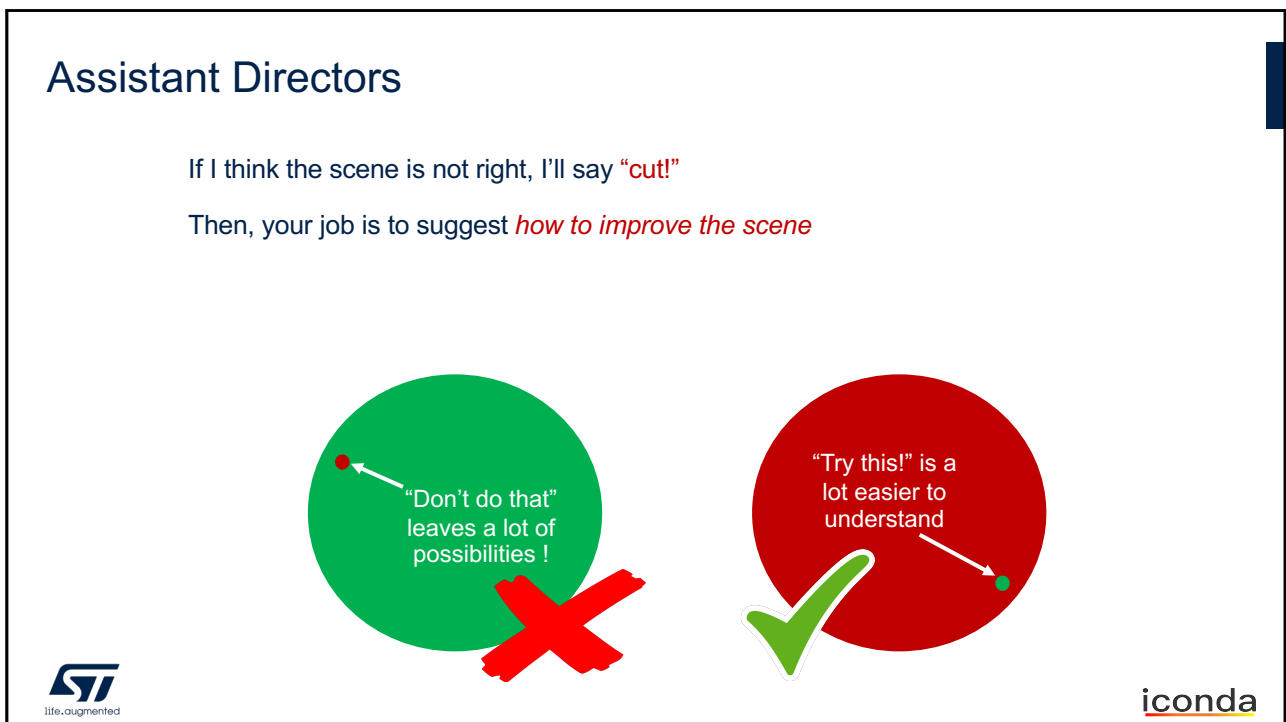 Assistant Directors
If I think the scene is not right, I’ll say “cut!”
Then, your job is to suggest how to improve the scene
“Don’t do that”
leaves a lot of
possibilities !
“Try this!” is a
lot easier to
understand
ST
life.augmented
iconda